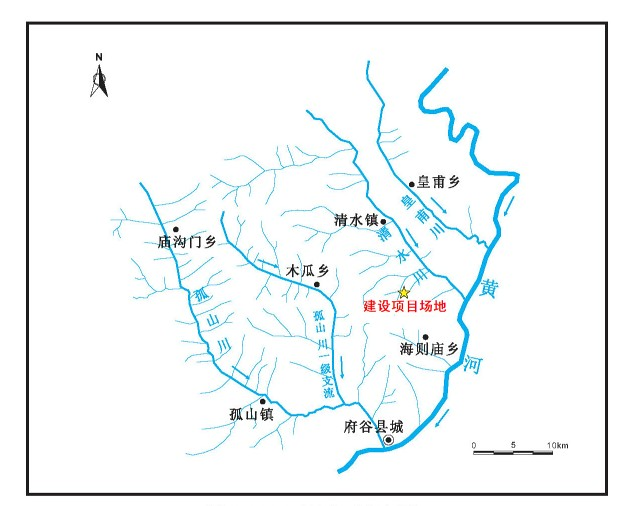 N
皇甫乡
清水镇
皇甫川
清水川
庙沟门乡
木瓜乡
黄河
孤山川
建设项目场地
孤山川一级支流
海则庙乡
孤山镇
府谷县城
0 5 10km